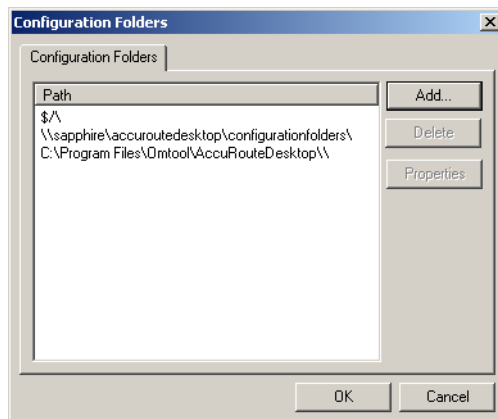 Configuration Folders
Configuration Folders
Path
$/\
\\sapphire\accuroutedesktop\configurationfolders\
C:\Program Files\Omtool\AccuRouteDesktop\\
Add...
Delete
Properties
OK
Cancel